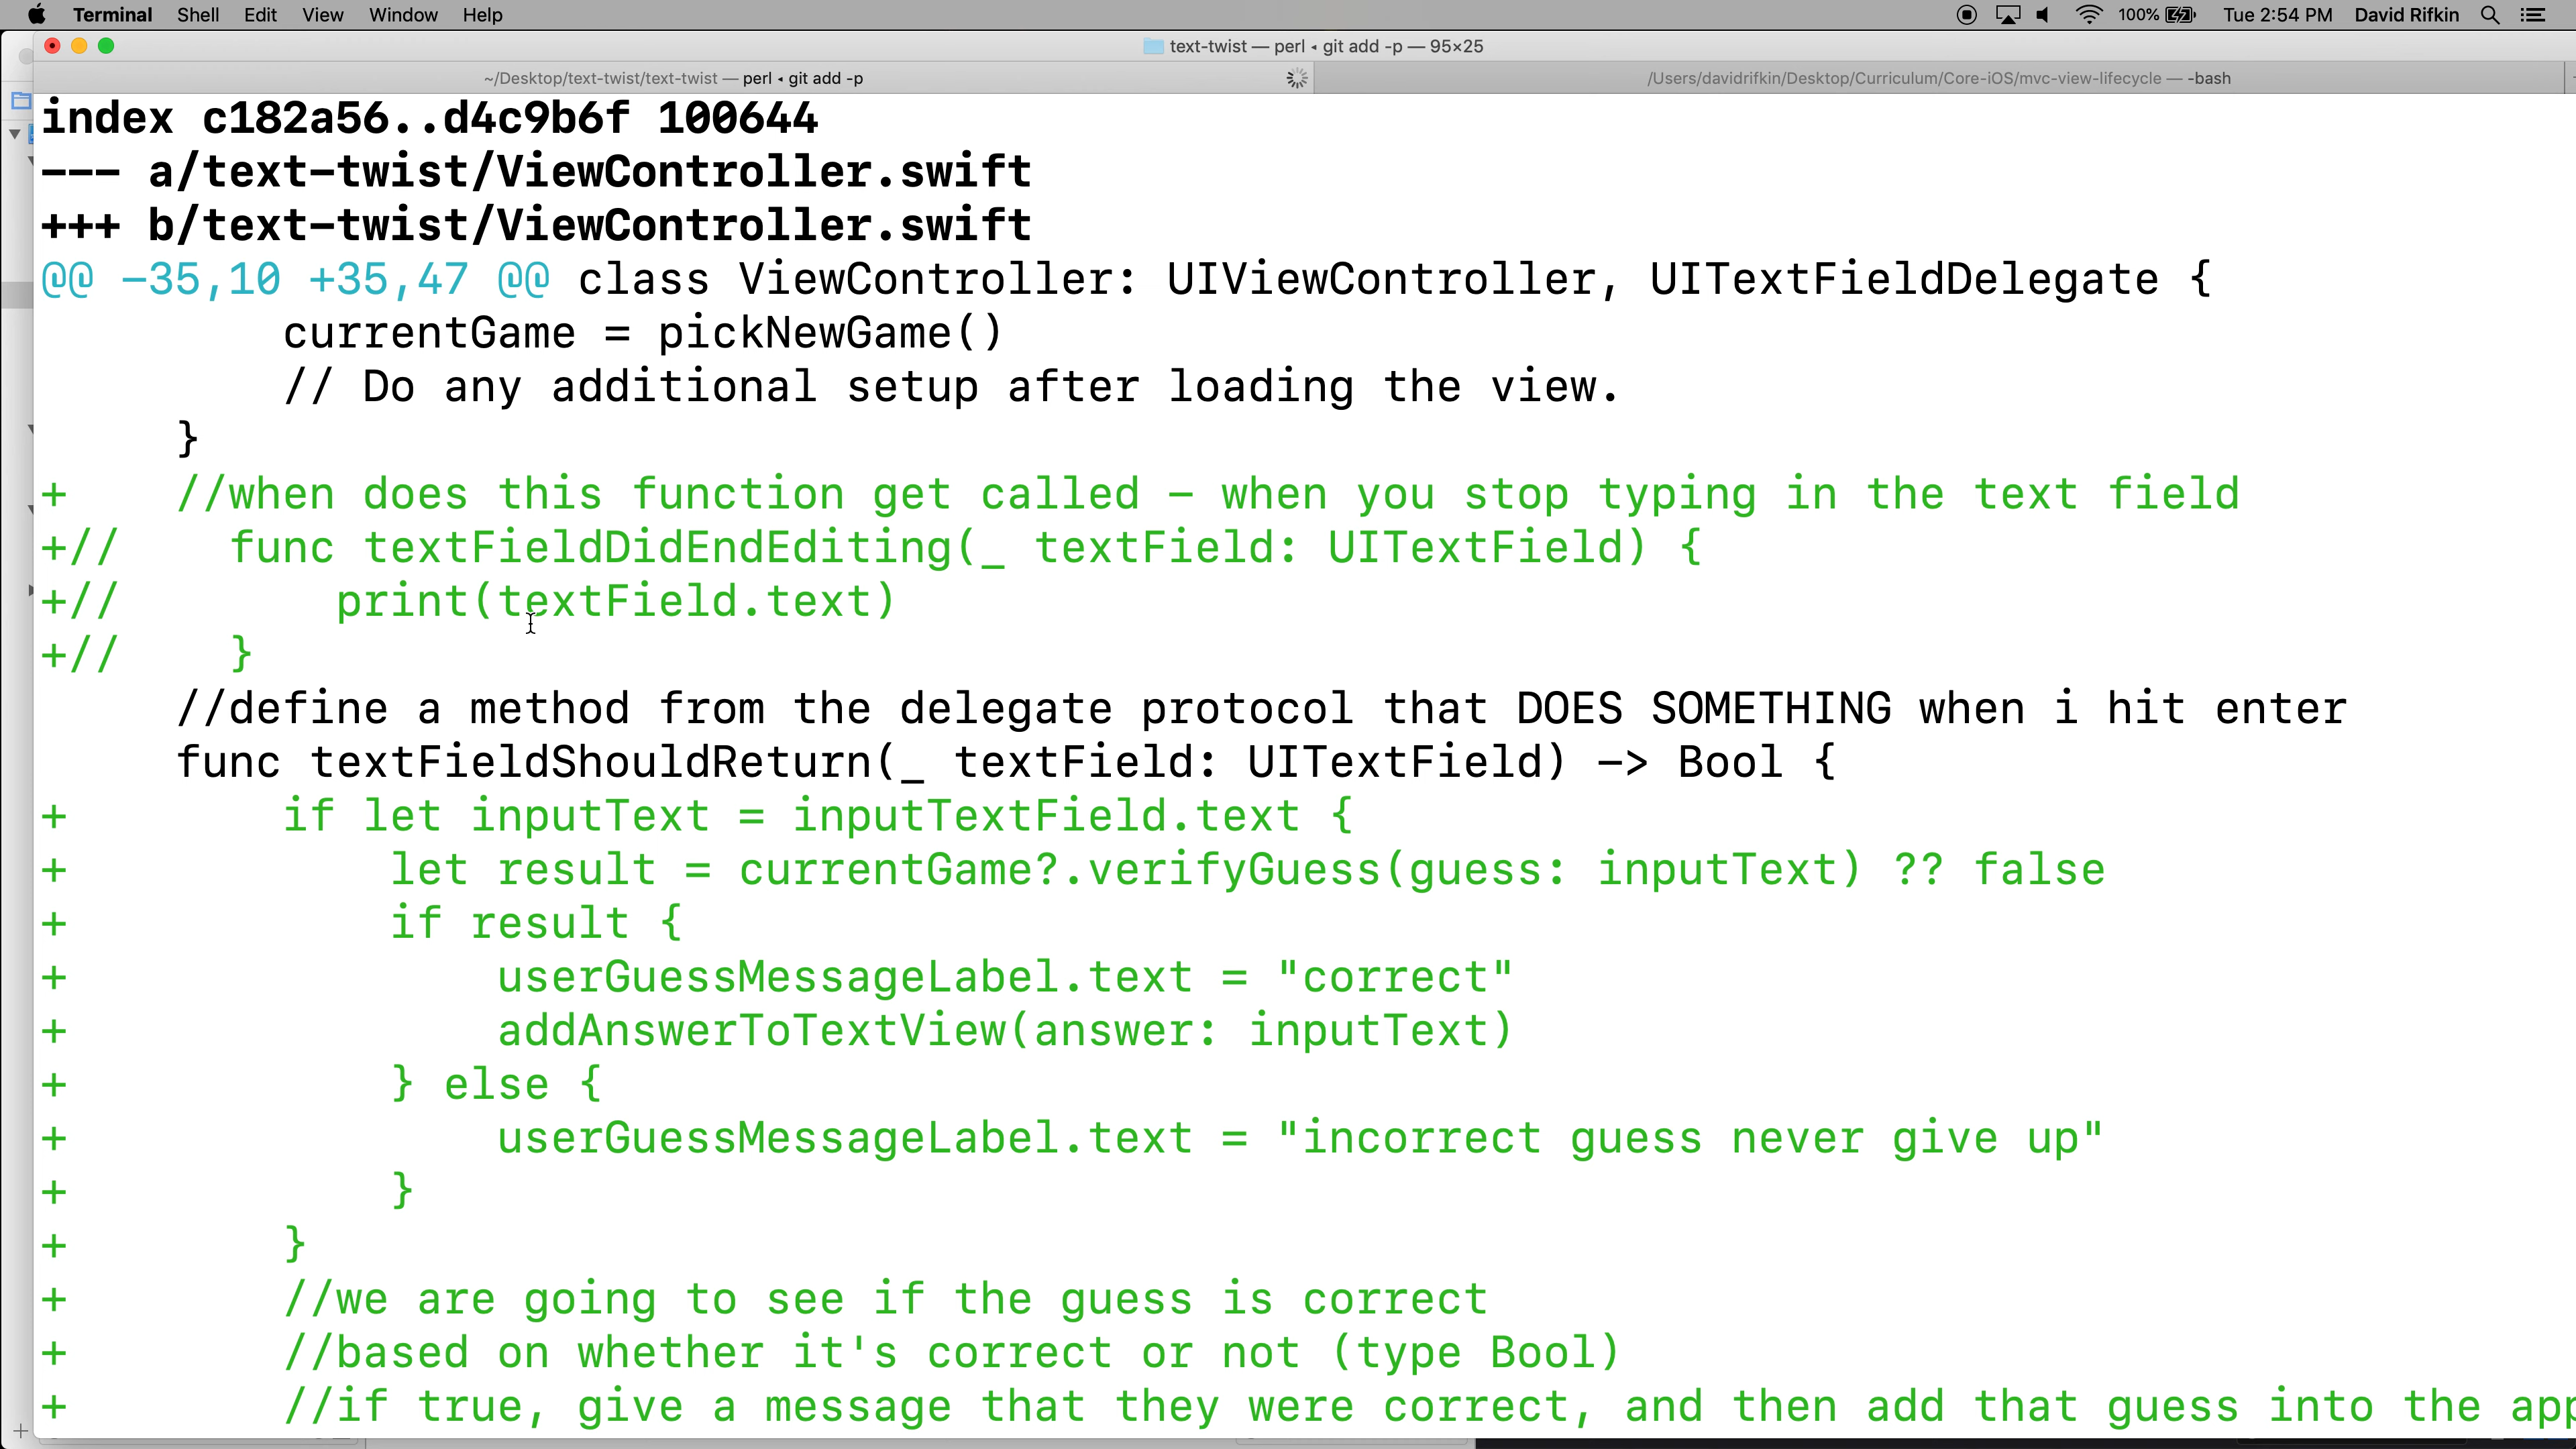 Terminal Shell Edit View Window Help 100% Tue 2:54 PM David Rifkin
text-twist — perl ◂ git add -p — 95×25
~/Desktop/text-twist/text-twist — perl ◂ git add -p /Users/davidrifkin/Desktop/Curriculum/Core-iOS/mvc-view-lifecycle — -bash
index c182a56..d4c9b6f 100644
--- a/text-twist/ViewController.swift
+++ b/text-twist/ViewController.swift
@@ -35,10 +35,47 @@ class ViewController: UIViewController, UITextFieldDelegate {
         currentGame = pickNewGame()
         // Do any additional setup after loading the view.
     }
+    //when does this function get called - when you stop typing in the text field
+//    func textFieldDidEndEditing(_ textField: UITextField) {
+//        print(textField.text)
+//    }
     //define a method from the delegate protocol that DOES SOMETHING when i hit enter
     func textFieldShouldReturn(_ textField: UITextField) -> Bool {
+        if let inputText = inputTextField.text {
+            let result = currentGame?.verifyGuess(guess: inputText) ?? false
+            if result {
+                userGuessMessageLabel.text = "correct"
+                addAnswerToTextView(answer: inputText)
+            } else {
+                userGuessMessageLabel.text = "incorrect guess never give up"
+            }
+        }
+        //we are going to see if the guess is correct
+        //based on whether it's correct or not (type Bool)
+        //if true, give a message that they were correct, and then add that guess into the app